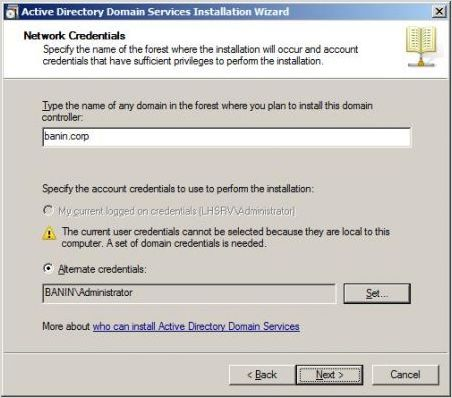 Active Directory Domain Services Installation Wizard
Network Credentials
Specify the name of the forest where the installation will occur and account
credentials that have sufficient privileges to perform the installation.
Type the name of any domain in the forest where you plan to install this domain
controller:
banin.corp
Specify the account credentials to use to perform the installation:
My current logged on credentials (LHSRV\Administrator)
The current user credentials cannot be selected because they are local to this
computer. A set of domain credentials is needed.
Alternate credentials:
BANIN\Administrator
Set...
More about who can install Active Directory Domain Services
< Back
Next >
Cancel